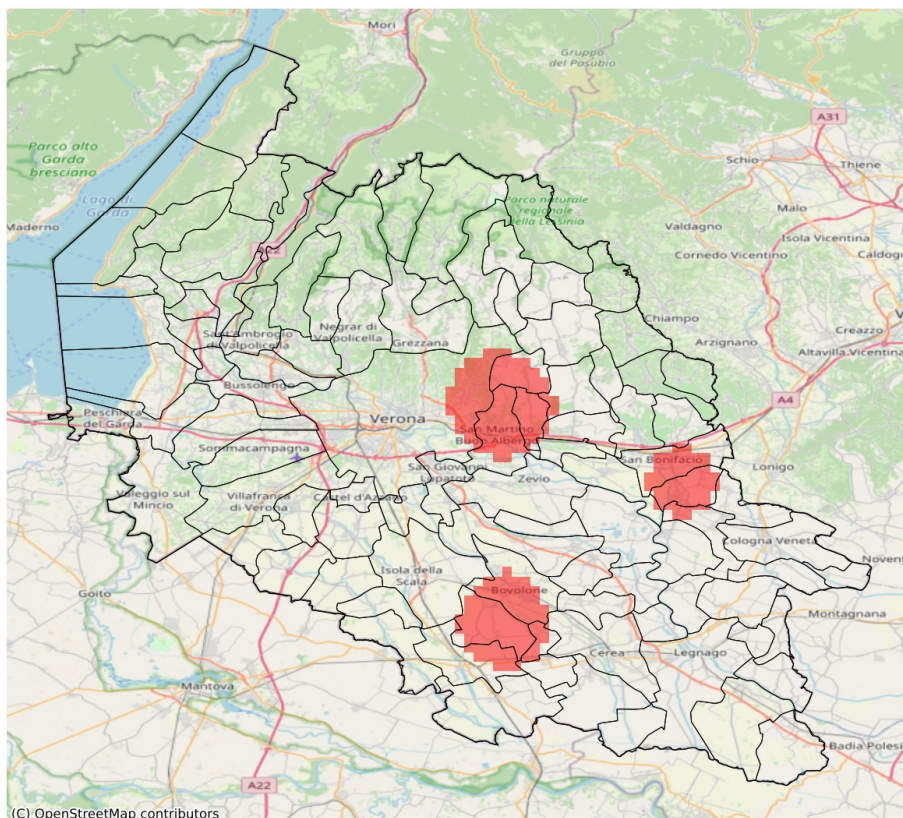 Mori
Gruppo
del Pasubio
A31
Parco alto
Garda
bresciano
Schio
Thiene
Lago di
Garda
Parco naturale
regionale
della Lessinia
Malo
Maderno
Valdagno
Isola Vicentina
A22
Cornedo Vicentino
Caldogno
Sant'Ambrogio
di Valpolicella
Negrar di
Valpolicella
Grezzana
Chiampo
Creazzo
Arzignano
Altavilla Vicentina
Bussolengo
A4
Peschiera
del Garda
Verona
San Martino
Buon Albergo
Sommacampagna
San Giovanni
Lupatoto
San Bonifacio
Lonigo
Zevio
Valeggio sul
Mincio
Villafranca
di Verona
Castel d'Azzano
Cologna Veneta
Isola della
Scala
Goito
Bovolone
Montagnana
Cerea
Legnago
Mantova
Badia Polesi
A22
(C) OpenStreetMap contributors